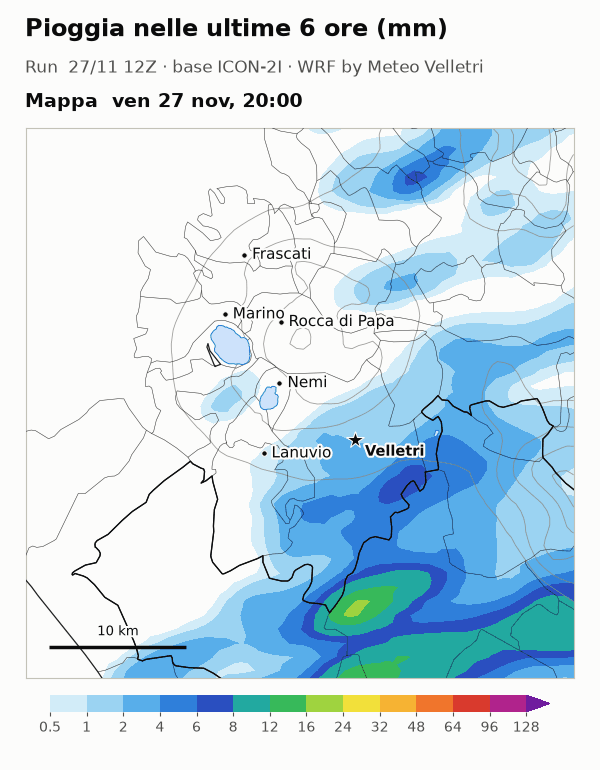 Pioggia nelle ultime 6 ore (mm)
Run  27/11 12Z · base ICON-2I · WRF by Meteo Velletri
Mappa  ven 27 nov, 20:00
Frascati
Marino
Rocca di Papa
Nemi
Velletri
Lanuvio
10 km
0.5 1 2 4 6 8 12 16 24 32 48 64 96 128